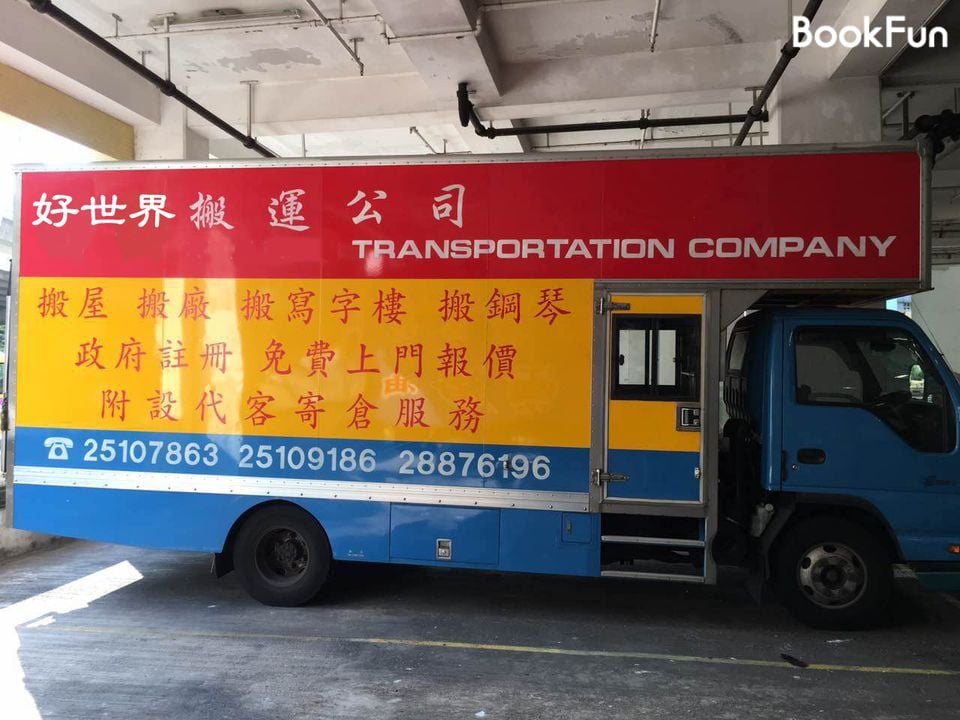 BookFun
好世界搬運公司
TRANSPORTATION COMPANY
搬屋 搬廠 搬寫字樓 搬鋼琴
政府註冊 免費上門報價
附設代客寄倉服務
☎ 25107863 25109186 28876196